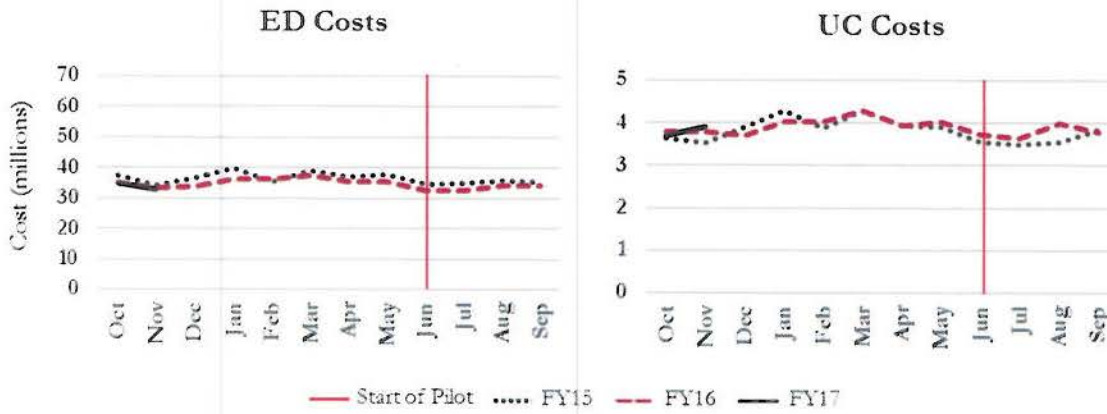 ED Costs
Cost (millions)
70
60
50
40
30
20
10
0
Oct
Nov
Dec
Jan
Feb
Mar
Apr
May
Jun
Jul
Aug
Sep
UC Costs
5
4
3
2
1
0
Oct
Nov
Dec
Jan
Feb
Mar
Apr
May
Jun
Jul
Aug
Sep
Start of Pilot FY15 FY16 FY17